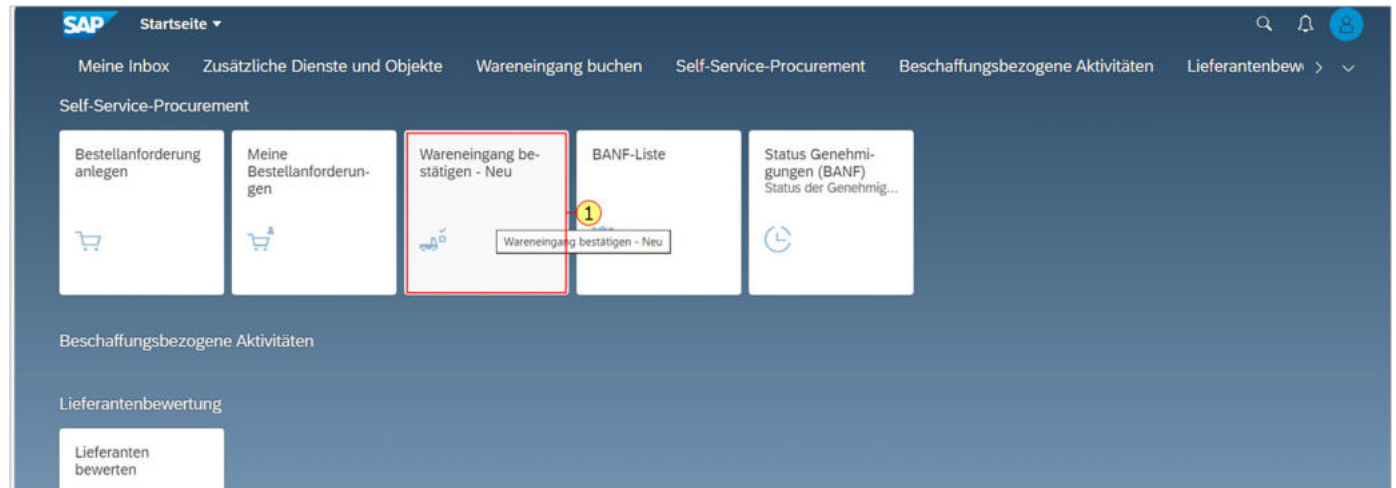 SAP Startseite
Meine Inbox Zusätzliche Dienste und Objekte Wareneingang buchen Self-Service-Procurement Beschaffungsbezogene Aktivitäten Lieferantenbew
Self-Service-Procurement
Bestellanforderung
anlegen
Meine
Bestellanforderun-
gen
Wareneingang be-
stätigen - Neu
BANF-Liste
Status Genehmi-
gungen (BANF)
Status der Genehmig...
1
Wareneingang bestätigen - Neu
Beschaffungsbezogene Aktivitäten
Lieferantenbewertung
Lieferanten
bewerten